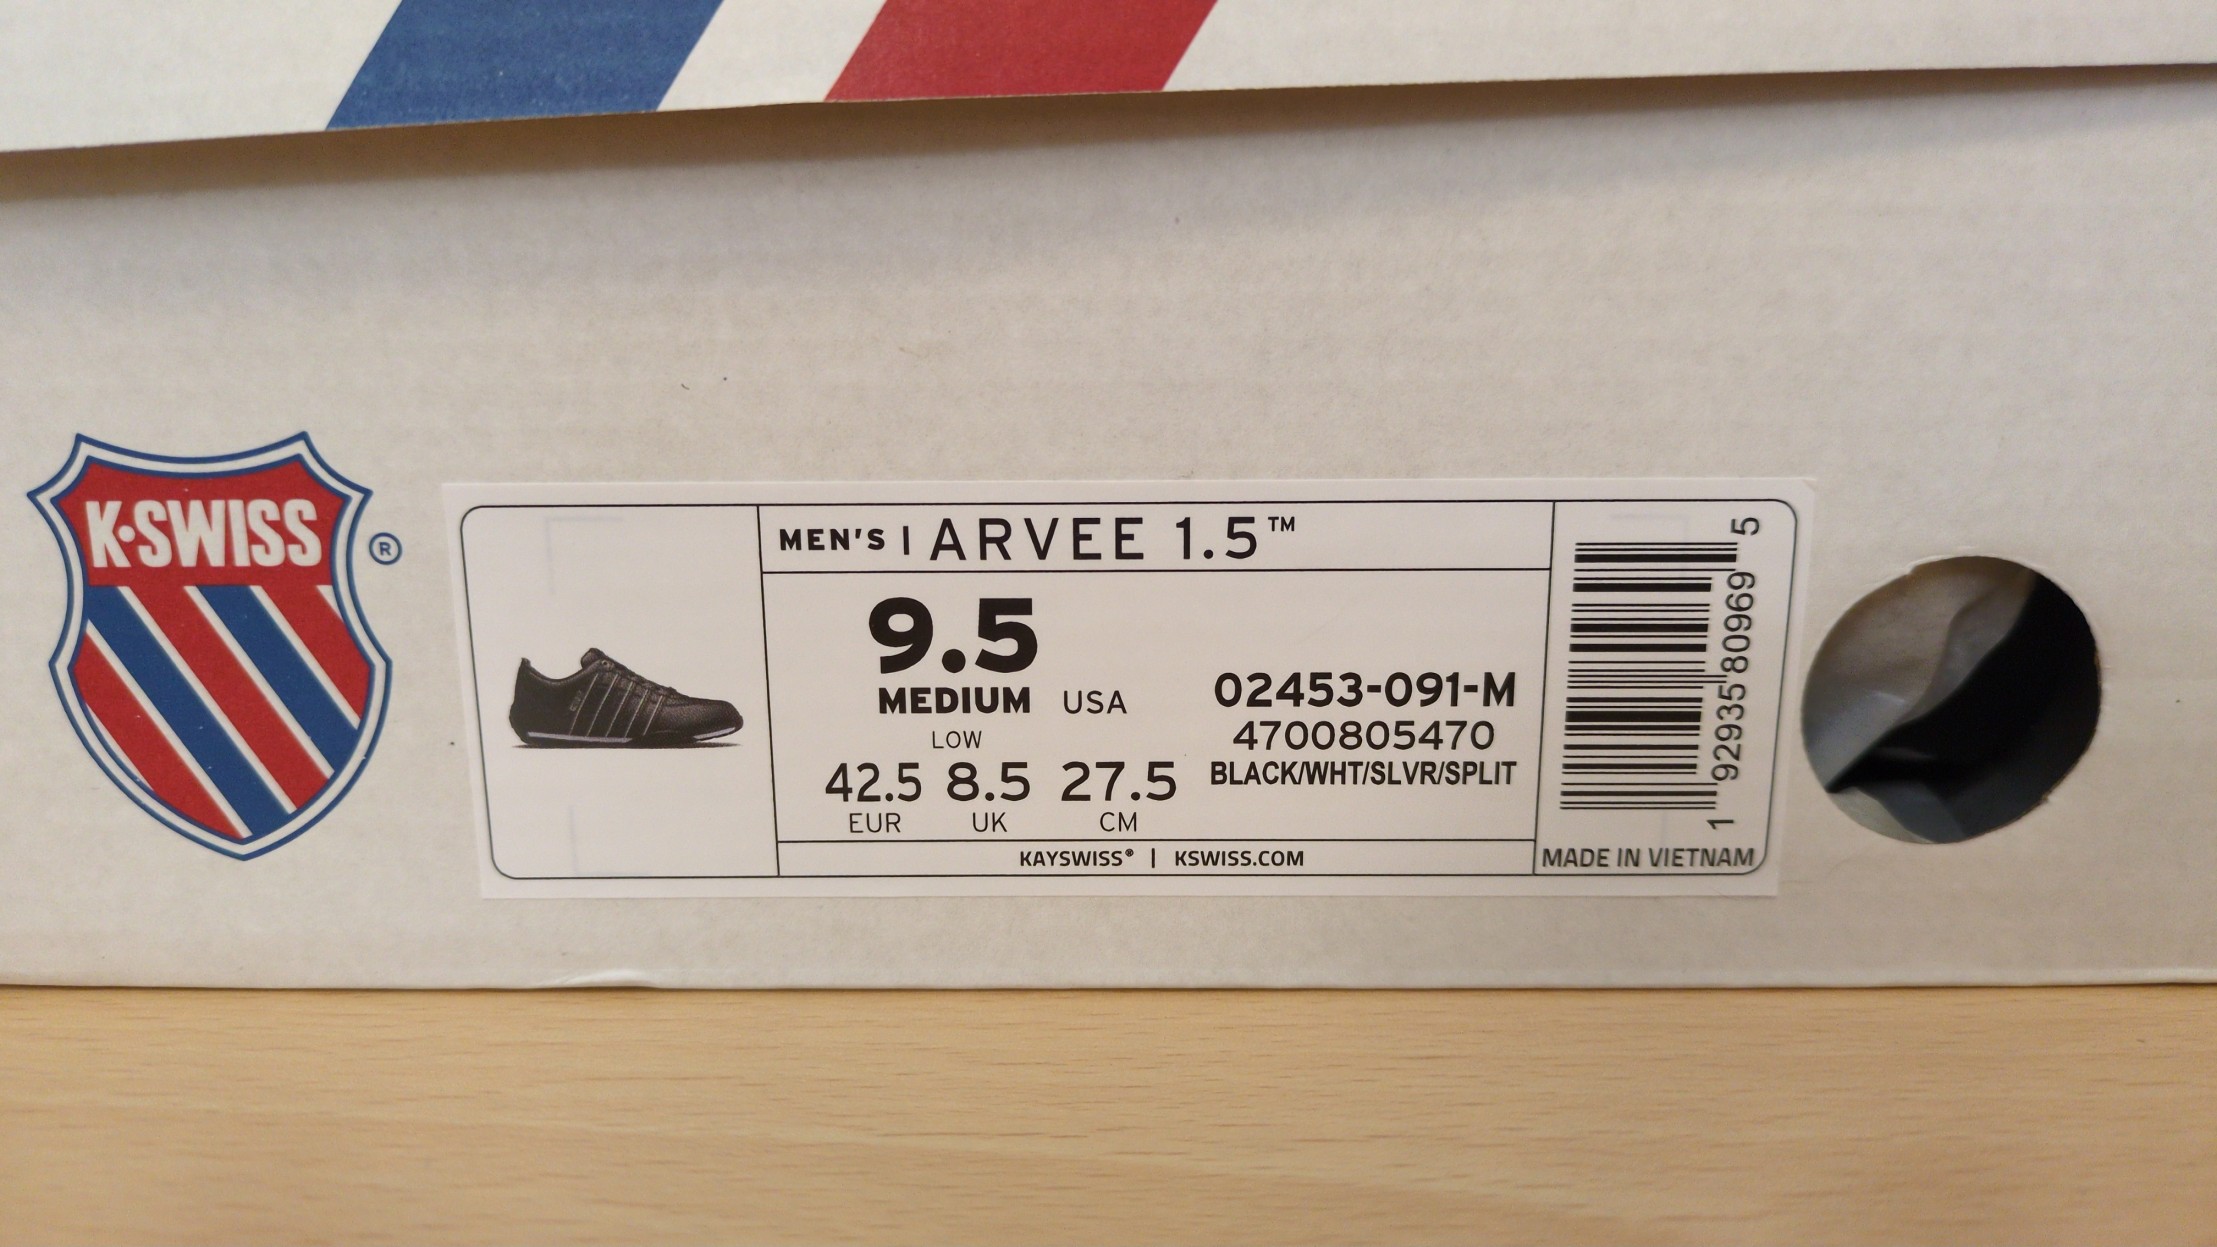 K·SWISS
®
MEN'S | ARVEE 1.5™
9.5
MEDIUM USA
LOW
42.5 8.5 27.5
EUR UK CM
02453-091-M
4700805470
BLACK/WHT/SLVR/SPLIT
KAYSWISS® | KSWISS.COM
1 92935 80969 5
MADE IN VIETNAM